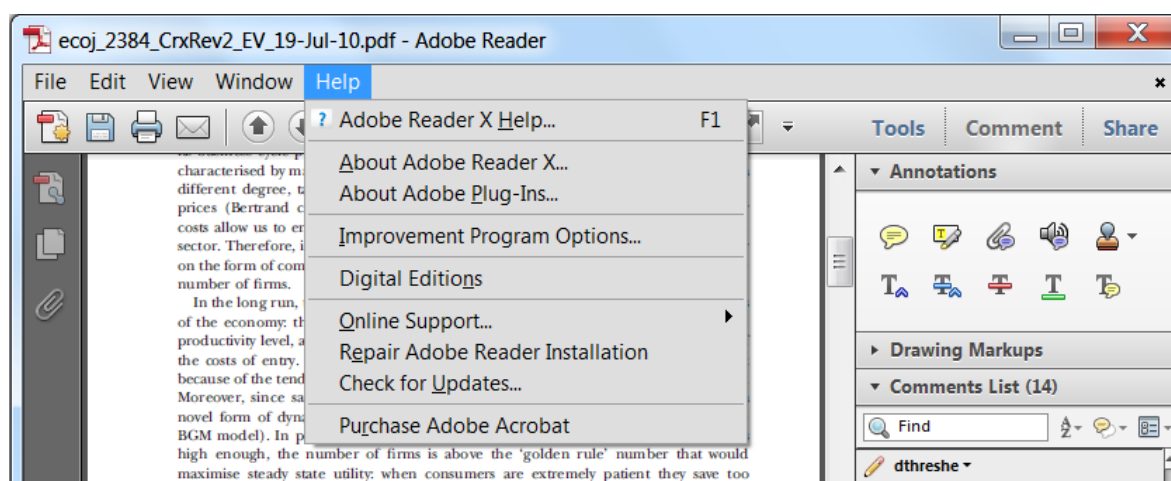 ecoj_2384_CrxRev2_EV_19-Jul-10.pdf - Adobe Reader
File Edit View Window Help
Adobe Reader X Help... F1
About Adobe Reader X...
About Adobe Plug-Ins...
Improvement Program Options...
Digital Editions
Online Support...
Repair Adobe Reader Installation
Check for Updates...
Purchase Adobe Acrobat
characterised by
different degree,
prices (Bertrand
costs allow us to
sector. Therefore,
on the form of
number of firms.
In the long run,
of the economy:
productivity level,
the costs of entry.
because of the
Moreover, since
novel form of
BGM model). In
high enough, the number of firms is above the ‘golden rule’ number that would
maximise steady state utility: when consumers are extremely patient they save too
Tools Comment Share
Annotations
Drawing Markups
Comments List (14)
Find
dthreshe